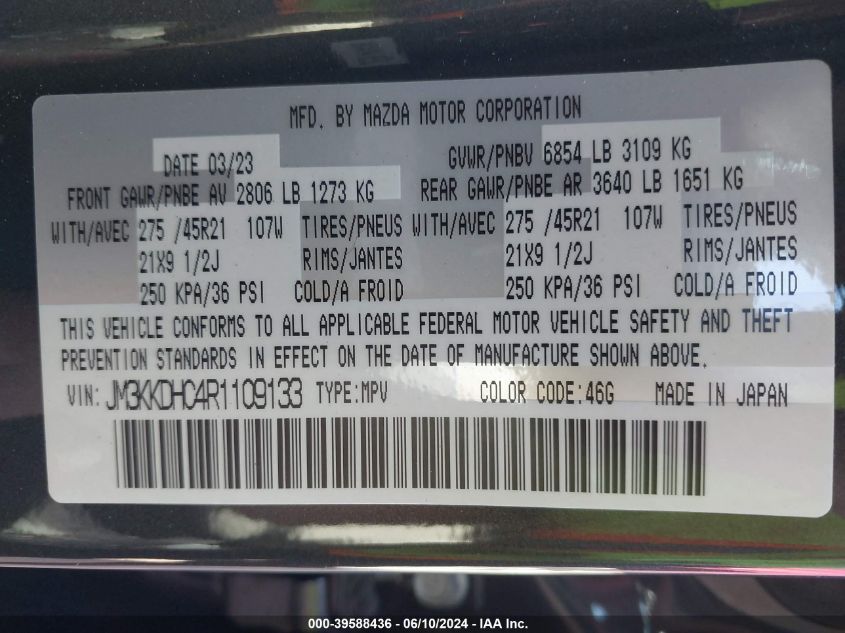 MFD. BY MAZDA MOTOR CORPORATION
DATE 03/23 GVWR/PNBV 6854 LB 3109 KG
FRONT GAWR/PNBE AV 2806 LB 1273 KG REAR GAWR/PNBE AR 3640 LB 1651 KG
WITH/AVEC 275 /45R21 107W TIRES/PNEUS WITH/AVEC 275 /45R21 107W TIRES/PNEUS
21X9 1/2J RIMS/JANTES 21X9 1/2J RIMS/JANTES
250 KPA/36 PSI COLD/A FROID 250 KPA/36 PSI COLD/A FROID
THIS VEHICLE CONFORMS TO ALL APPLICABLE FEDERAL MOTOR VEHICLE SAFETY AND THEFT
PREVENTION STANDARDS IN EFFECT ON THE DATE OF MANUFACTURE SHOWN ABOVE.
VIN: JM3KKDHC4R1109133 TYPE:MPV COLOR CODE:46G MADE IN JAPAN
000-39588436 - 06/10/2024 - IAA Inc.